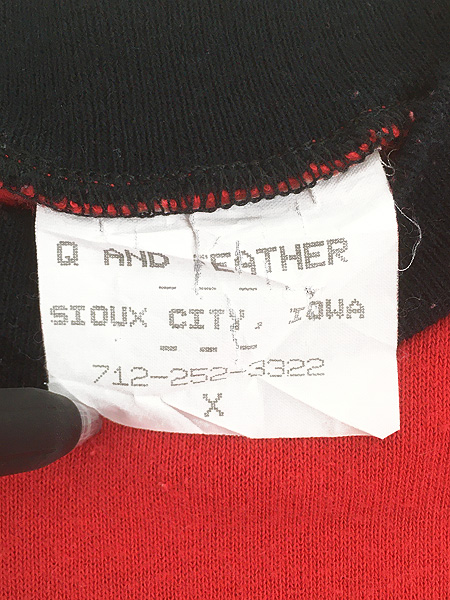 Q AND FEATHER
SIOUX CITY, IOWA
712-252-3322
X